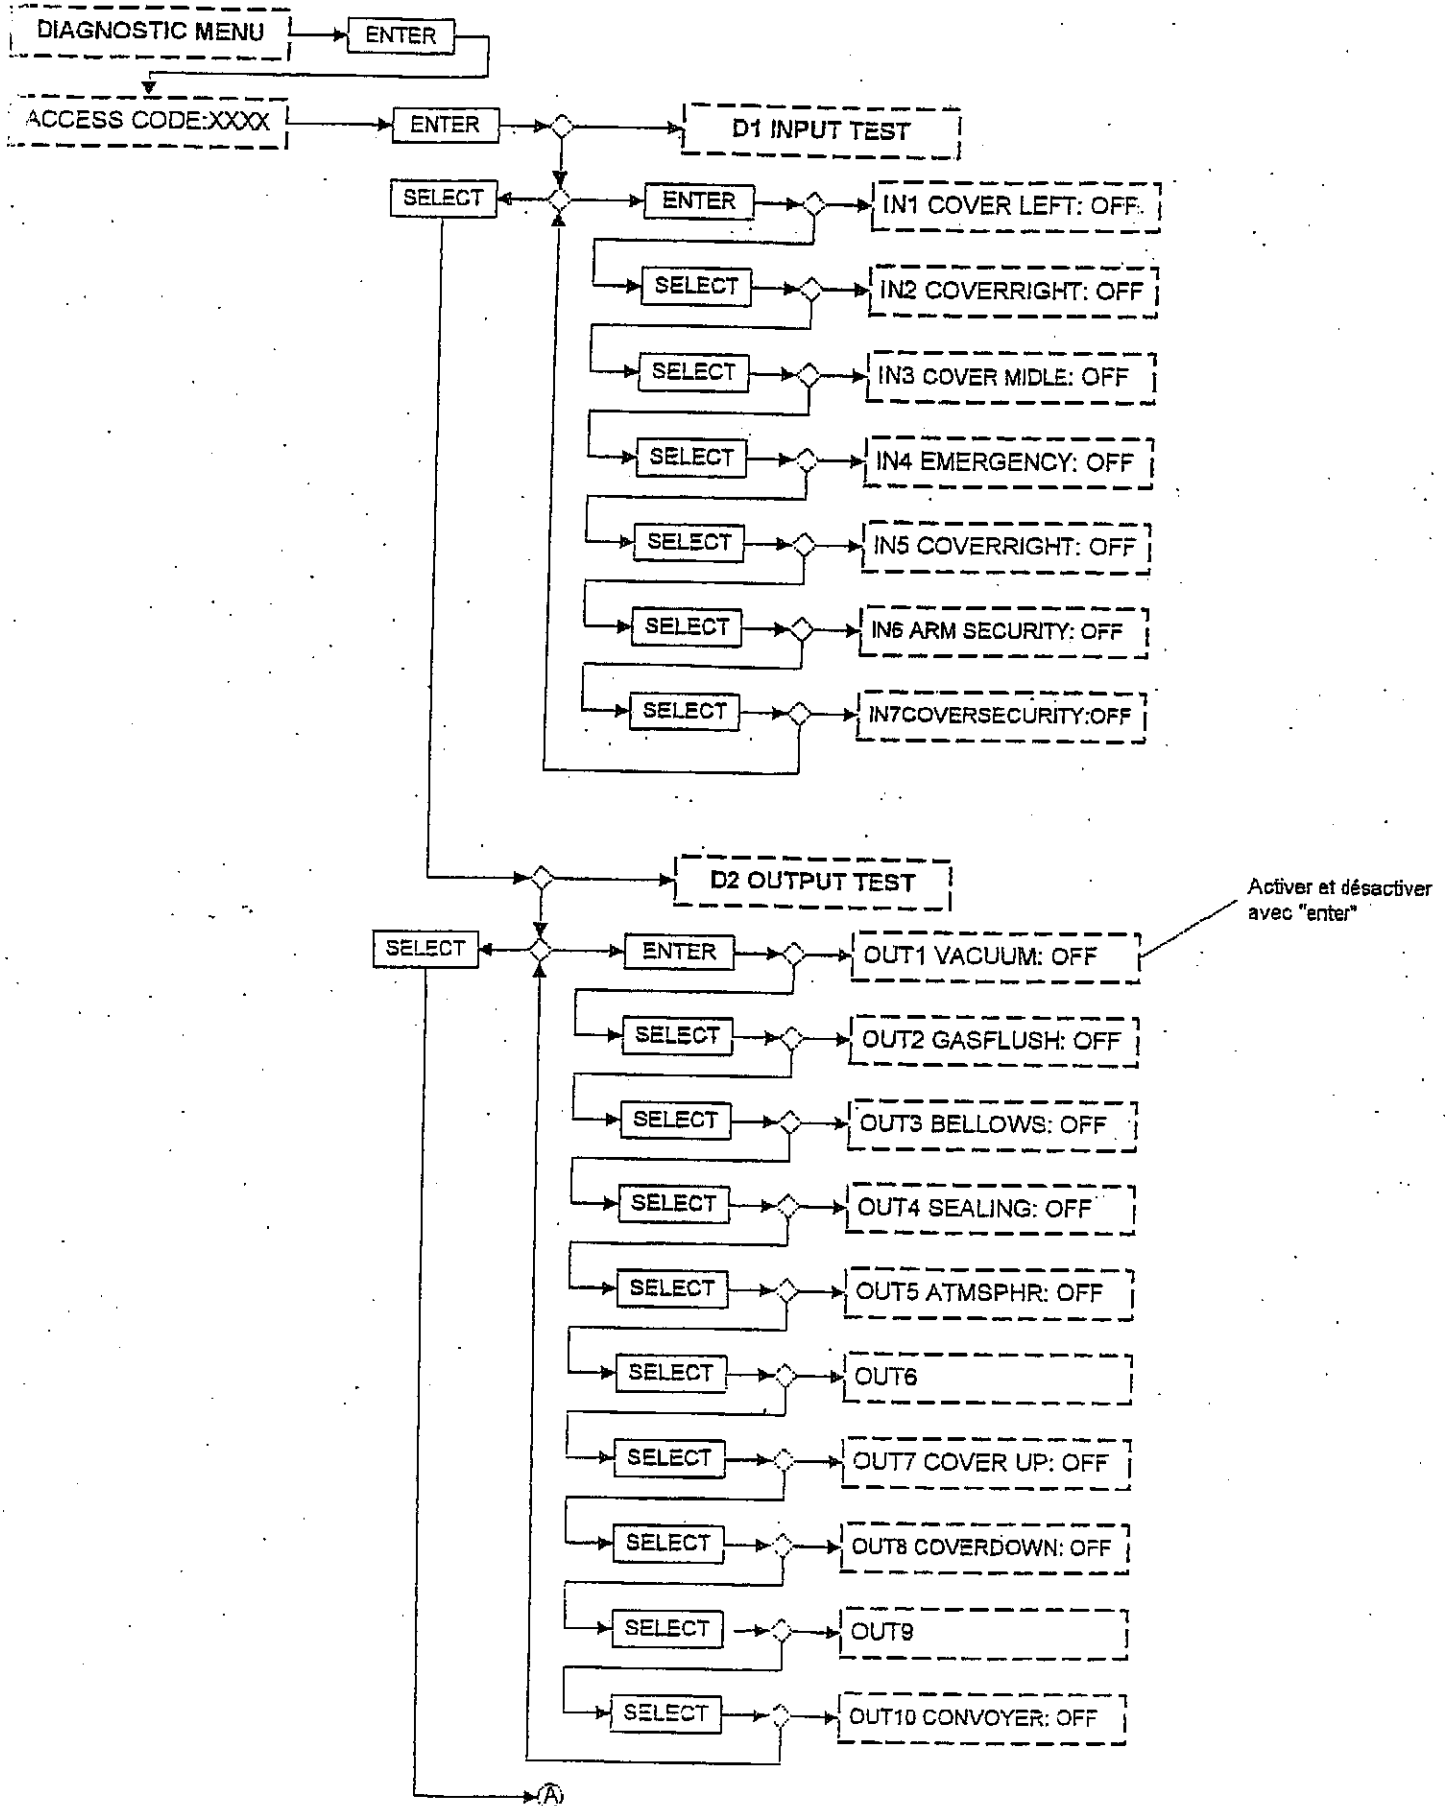 DIAGNOSTIC MENU
ENTER
ACCESS CODE:XXXX
ENTER
D1 INPUT TEST
SELECT
ENTER
IN1 COVER LEFT: OFF
SELECT
IN2 COVERRIGHT: OFF
SELECT
IN3 COVER MIDLE: OFF
SELECT
IN4 EMERGENCY: OFF
SELECT
IN5 COVERRIGHT: OFF
SELECT
IN6 ARM SECURITY: OFF
SELECT
IN7COVERSECURITY:OFF
D2 OUTPUT TEST
Activer et désactiver
avec "enter"
SELECT
ENTER
OUT1 VACUUM: OFF
SELECT
OUT2 GASFLUSH: OFF
SELECT
OUT3 BELLOWS: OFF
SELECT
OUT4 SEALING: OFF
SELECT
OUT5 ATMSPHR: OFF
SELECT
OUT6
SELECT
OUT7 COVER UP: OFF
SELECT
OUT8 COVERDOWN: OFF
SELECT
OUT9
SELECT
OUT10 CONVOYER: OFF
A